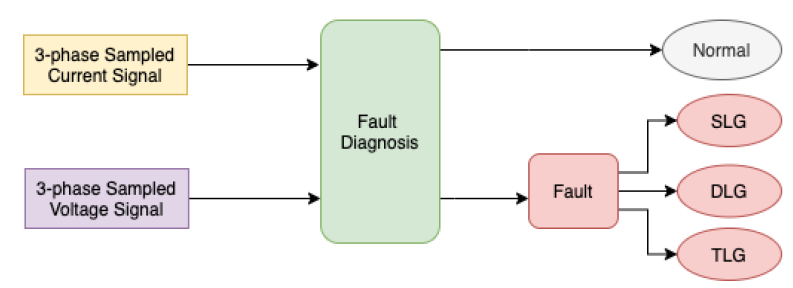 3-phase Sampled
Current Signal
Fault
Diagnosis
Normal
SLG
3-phase Sampled
Voltage Signal
Fault
DLG
TLG